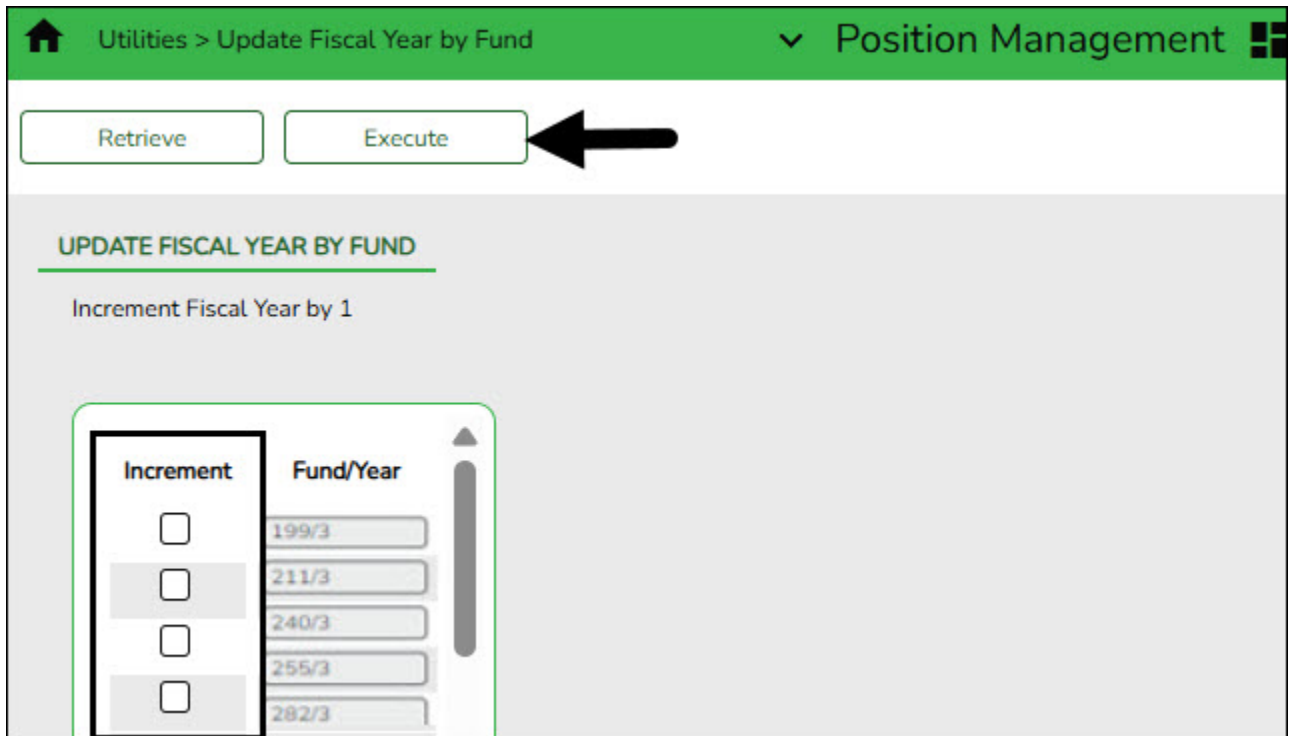 Utilities > Update Fiscal Year by Fund
Position Management
Retrieve
Execute
UPDATE FISCAL YEAR BY FUND
Increment Fiscal Year by 1
Increment
Fund/Year
199/3
211/3
240/3
255/3
282/3